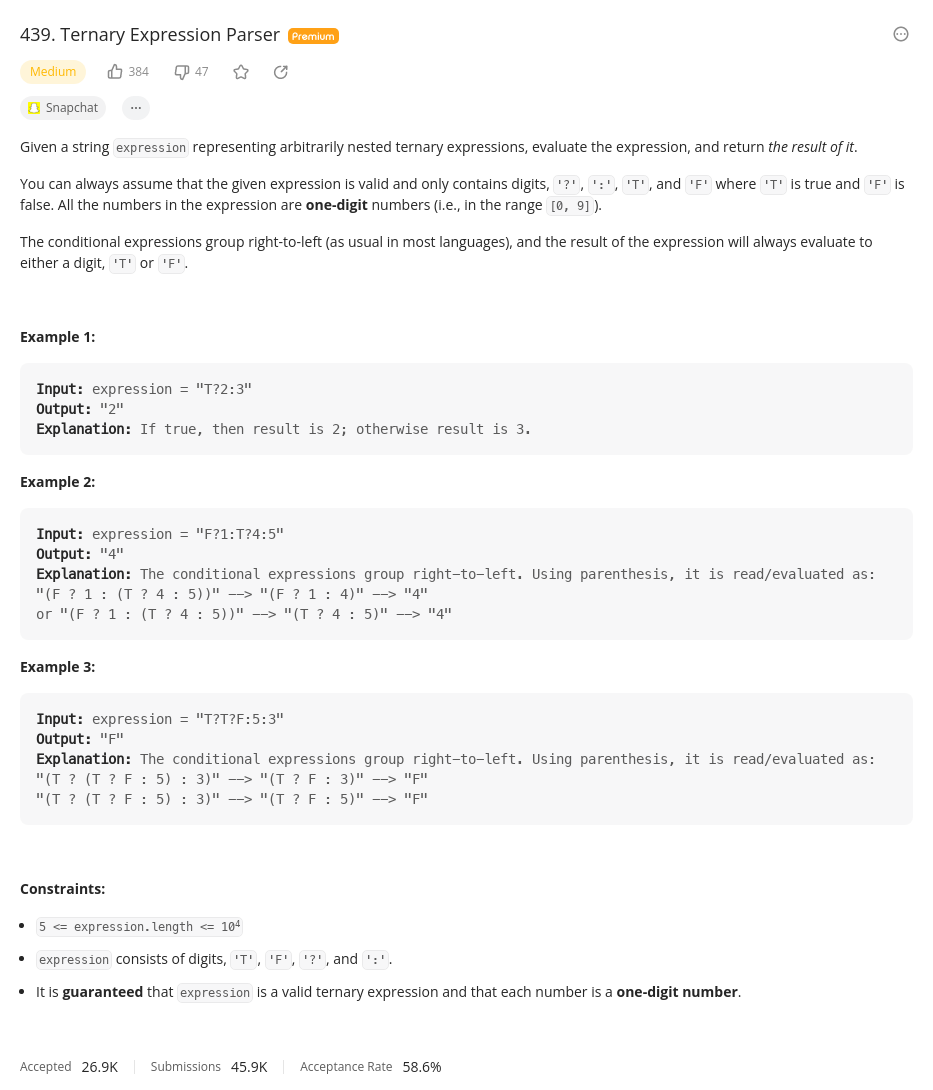 439. Ternary Expression Parser Premium
Medium 384 47
Snapchat ...
Given a string expression representing arbitrarily nested ternary expressions, evaluate the expression, and return the result of it.
You can always assume that the given expression is valid and only contains digits, '?', ':', 'T', and 'F' where 'T' is true and 'F' is
false. All the numbers in the expression are one-digit numbers (i.e., in the range [0, 9]).
The conditional expressions group right-to-left (as usual in most languages), and the result of the expression will always evaluate to
either a digit, 'T' or 'F'.
Example 1:
Input: expression = "T?2:3"
Output: "2"
Explanation: If true, then result is 2; otherwise result is 3.
Example 2:
Input: expression = "F?1:T?4:5"
Output: "4"
Explanation: The conditional expressions group right-to-left. Using parenthesis, it is read/evaluated as:
"(F ? 1 : (T ? 4 : 5))" --> "(F ? 1 : 4)" --> "4"
or "(F ? 1 : (T ? 4 : 5))" --> "(T ? 4 : 5)" --> "4"
Example 3:
Input: expression = "T?T?F:5:3"
Output: "F"
Explanation: The conditional expressions group right-to-left. Using parenthesis, it is read/evaluated as:
"(T ? (T ? F : 5) : 3)" --> "(T ? F : 3)" --> "F"
"(T ? (T ? F : 5) : 3)" --> "(T ? F : 5)" --> "F"
Constraints:
• 5 <= expression.length <= 10⁴
• expression consists of digits, 'T', 'F', '?', and ':'.
• It is guaranteed that expression is a valid ternary expression and that each number is a one-digit number.
Accepted 26.9K Submissions 45.9K Acceptance Rate 58.6%